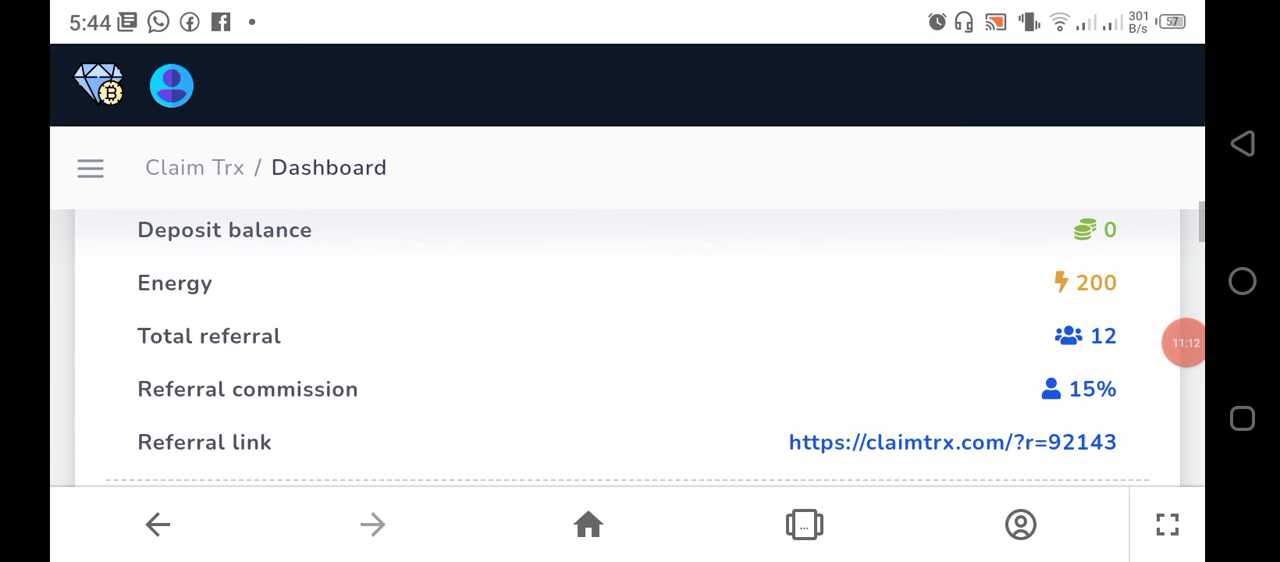 5:44
301
B/s
57
Claim Trx / Dashboard
Deposit balance 0
Energy 200
Total referral 12
Referral commission 15%
Referral link https://claimtrx.com/?r=92143
11:12
...